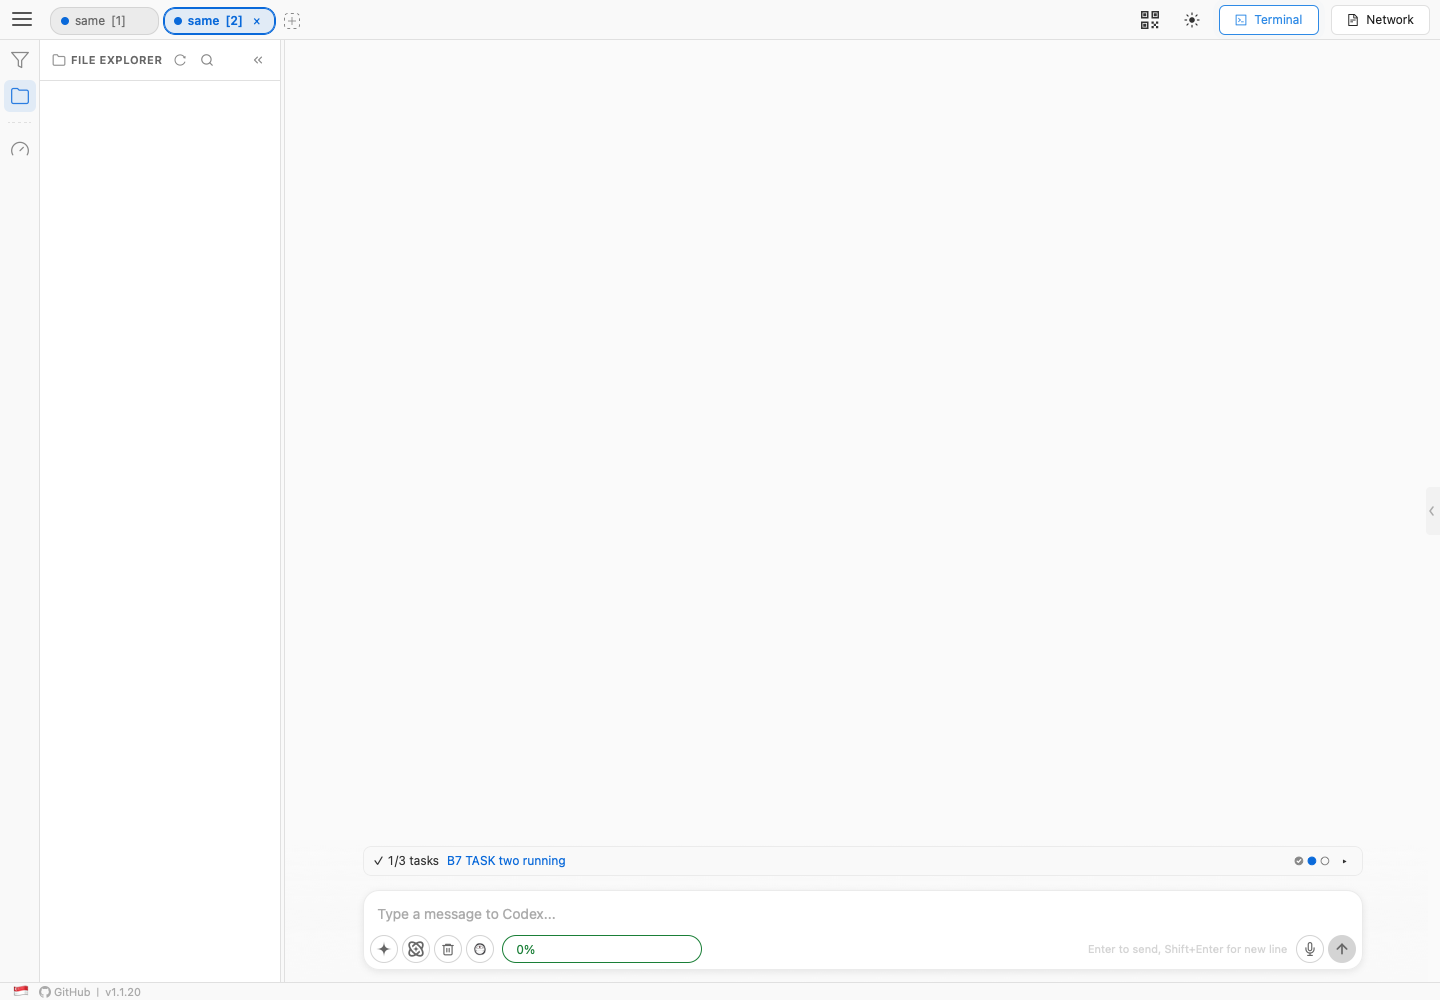 same [1]
same [2] ×
Terminal
Network
FILE EXPLORER
1/3 tasks B7 TASK two running
Type a message to Codex...
0%
Enter to send, Shift+Enter for new line
GitHub | v1.1.20